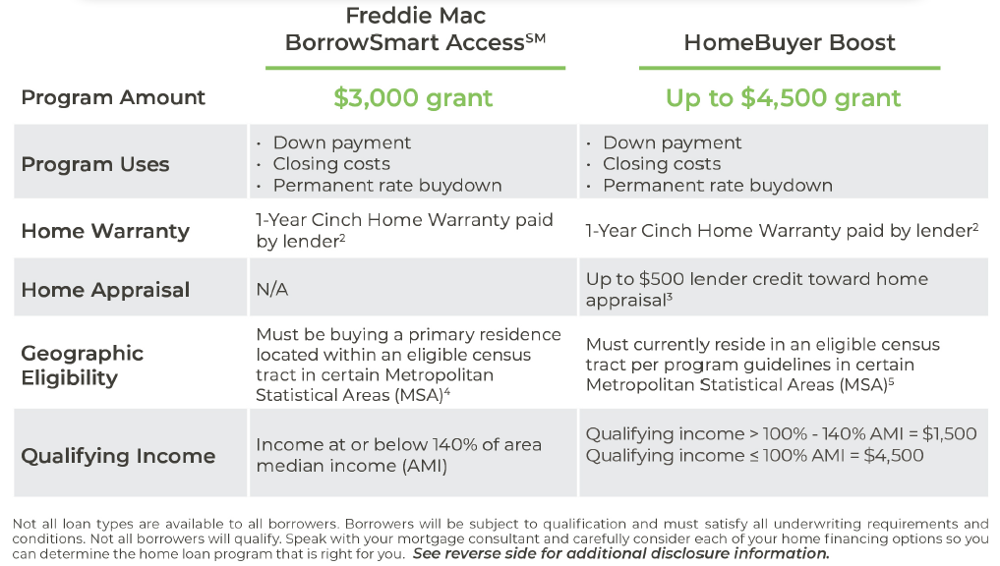 Freddie Mac
BorrowSmart Access℠
HomeBuyer Boost
Program Amount
$3,000 grant
Up to $4,500 grant
Program Uses
· Down payment
· Closing costs
· Permanent rate buydown
· Down payment
· Closing costs
· Permanent rate buydown
Home Warranty
1-Year Cinch Home Warranty paid
by lender²
1-Year Cinch Home Warranty paid by lender²
Home Appraisal
N/A
Up to $500 lender credit toward home
appraisal³
Geographic
Eligibility
Must be buying a primary residence
located within an eligible census
tract in certain Metropolitan
Statistical Areas (MSA)⁴
Must currently reside in an eligible census
tract per program guidelines in certain
Metropolitan Statistical Areas (MSA)⁵
Qualifying Income
Income at or below 140% of area
median income (AMI)
Qualifying income > 100% - 140% AMI = $1,500
Qualifying income ≤ 100% AMI = $4,500
Not all loan types are available to all borrowers. Borrowers will be subject to qualification and must satisfy all underwriting requirements and
conditions. Not all borrowers will qualify. Speak with your mortgage consultant and carefully consider each of your home financing options so you
can determine the home loan program that is right for you. See reverse side for additional disclosure information.